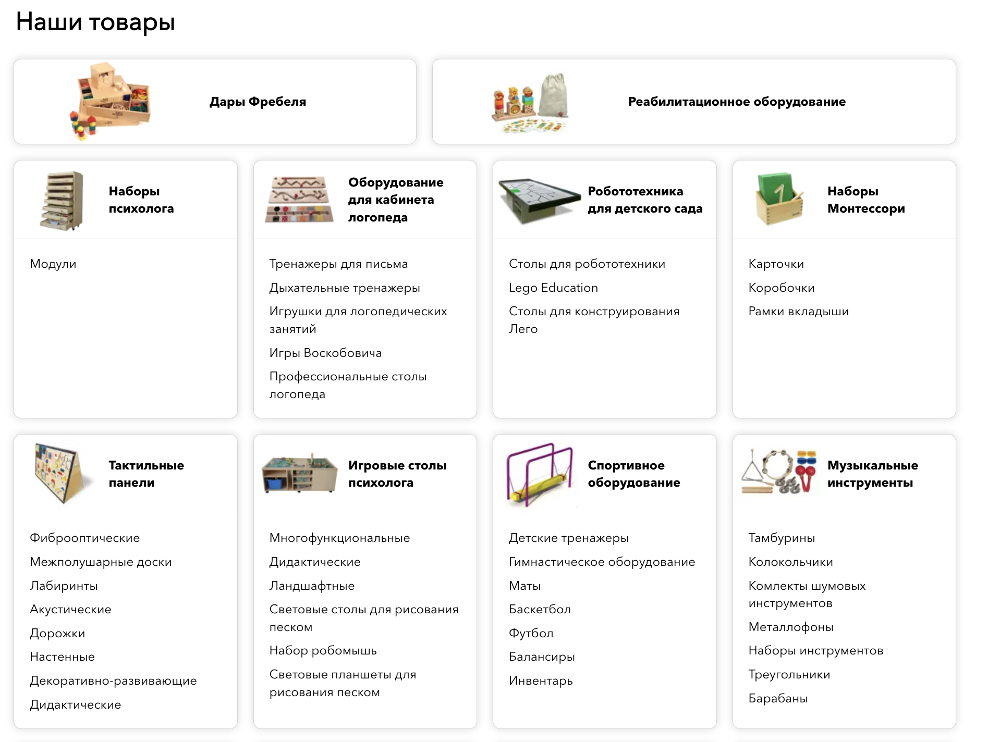 Наши товары
Дары Фребеля
Реабилитационное оборудование
Наборы
психолога
Модули
Оборудование
для кабинета
логопеда
Тренажеры для письма
Дыхательные тренажеры
Игрушки для логопедических
занятий
Игры Воскобовича
Профессиональные столы
логопеда
Робототехника
для детского сада
Столы для робототехники
Lego Education
Столы для конструирования
Лего
Наборы
Монтессори
Карточки
Коробочки
Рамки вкладыши
Тактильные
панели
Фиброоптические
Межполушарные доски
Лабиринты
Акустические
Дорожки
Настенные
Декоративно-развивающие
Дидактические
Игровые столы
психолога
Многофункциональные
Дидактические
Ландшафтные
Световые столы для рисования
песком
Набор робомышь
Световые планшеты для
рисования песком
Спортивное
оборудование
Детские тренажеры
Гимнастическое оборудование
Маты
Баскетбол
Футбол
Балансиры
Инвентарь
Музыкальные
инструменты
Тамбурины
Колокольчики
Комлекты шумовых
инструментов
Металлофоны
Наборы инструментов
Треугольники
Барабаны